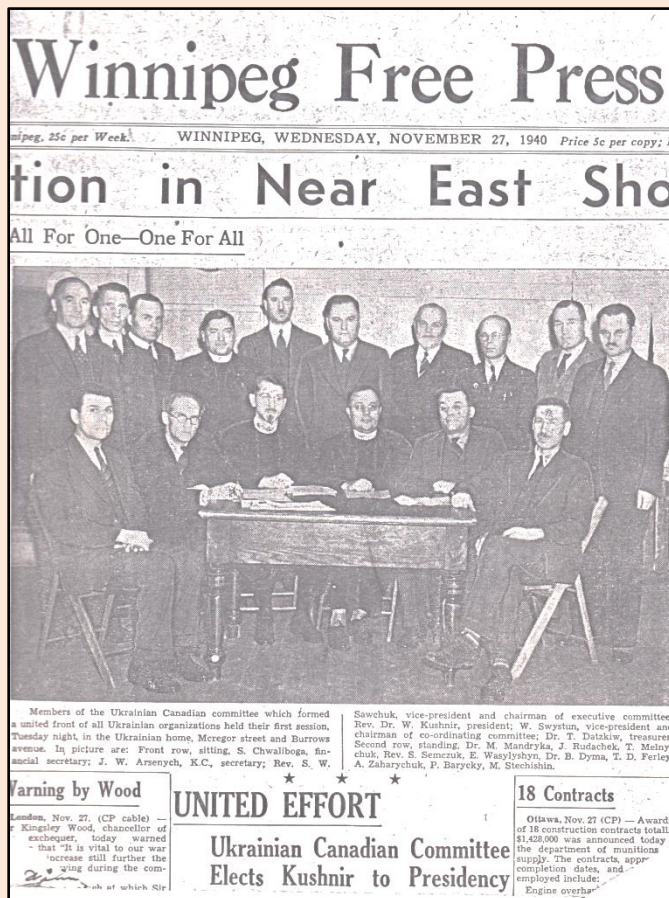 Winnipeg Free Press
nipeg, 25c per Week. WINNIPEG, WEDNESDAY, NOVEMBER 27, 1940 Price 5c per copy;
tion in Near East Sho
All For One—One For All
Members of the Ukrainian Canadian committee which formed
a united front of all Ukrainian organizations held their first session,
Tuesday night, in the Ukrainian home, Mcregor street and Burrows
avenue. In picture are: Front row, sitting, S. Chwaliboga, fin-
ancial secretary; J. W. Arsenych, K.C., secretary; Rev. S. W.
Sawchuk, vice-president and chairman of executive committee
Rev. Dr. W. Kushnir, president; W. Swystun, vice-president and
chairman of co-ordinating committee; Dr. T. Datzkiw, treasurer
Second row, standing, Dr. M. Mandryka, J. Rudachek, T. Melny
chuk, Rev. S. Semczuk, E. Wasylyshyn, Dr. B. Dyma, T. D. Ferley
A. Zaharychuk, P. Barycky, M. Stechishin.
Warning by Wood
London, Nov. 27. (CP cable) —
r Kingsley Wood, chancellor of
exchequer, today warned
- that "It is vital to our war
increase still further the
ving during the com-
at which Sir
UNITED EFFORT
Ukrainian Canadian Committee
Elects Kushnir to Presidency
18 Contracts
Ottawa, Nov. 27 (CP) — Award
of 18 construction contracts totall
$1,428,000 was announced today
the department of munitions
supply. The contracts, appr
completion dates, and
employed include:
Engine overha